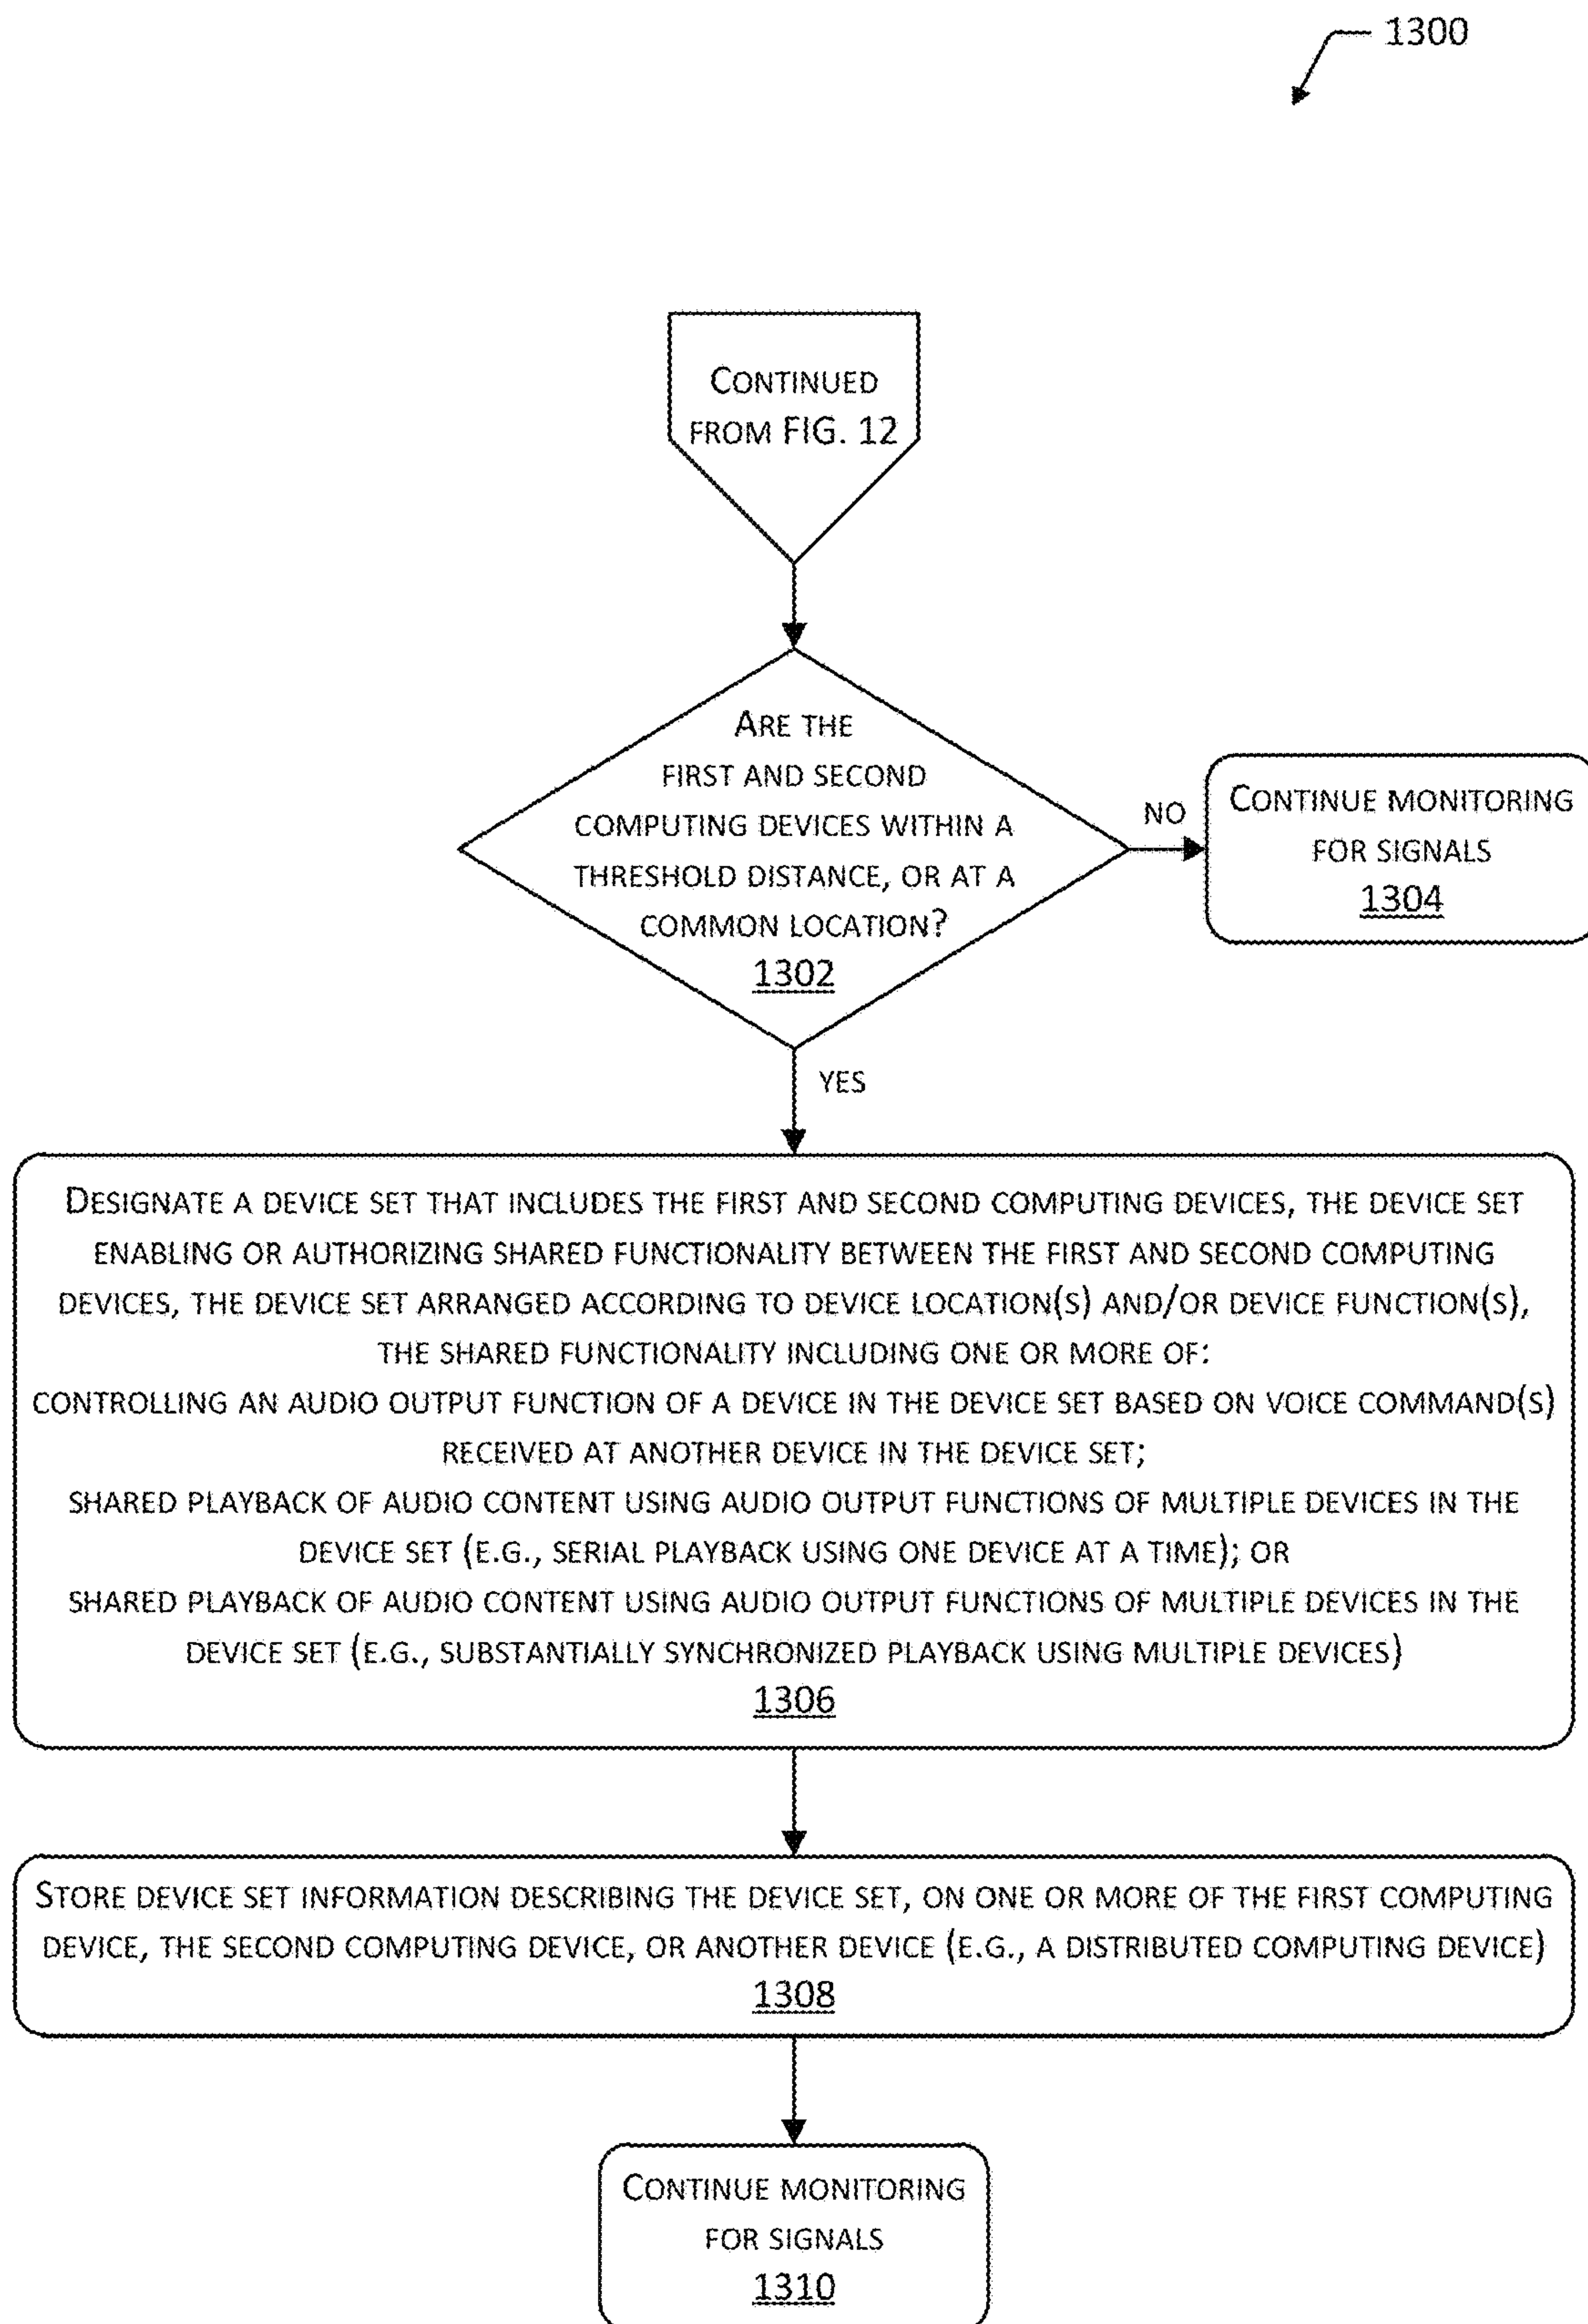 1300
CONTINUED
FROM FIG. 12
ARE THE
FIRST AND SECOND
COMPUTING DEVICES WITHIN A
THRESHOLD DISTANCE, OR AT A
COMMON LOCATION?
1302
NO
CONTINUE MONITORING
FOR SIGNALS
1304
YES
DESIGNATE A DEVICE SET THAT INCLUDES THE FIRST AND SECOND COMPUTING DEVICES, THE DEVICE SET
ENABLING OR AUTHORIZING SHARED FUNCTIONALITY BETWEEN THE FIRST AND SECOND COMPUTING
DEVICES, THE DEVICE SET ARRANGED ACCORDING TO DEVICE LOCATION(S) AND/OR DEVICE FUNCTION(S),
THE SHARED FUNCTIONALITY INCLUDING ONE OR MORE OF:
CONTROLLING AN AUDIO OUTPUT FUNCTION OF A DEVICE IN THE DEVICE SET BASED ON VOICE COMMAND(S)
RECEIVED AT ANOTHER DEVICE IN THE DEVICE SET;
SHARED PLAYBACK OF AUDIO CONTENT USING AUDIO OUTPUT FUNCTIONS OF MULTIPLE DEVICES IN THE
DEVICE SET (E.G., SERIAL PLAYBACK USING ONE DEVICE AT A TIME); OR
SHARED PLAYBACK OF AUDIO CONTENT USING AUDIO OUTPUT FUNCTIONS OF MULTIPLE DEVICES IN THE
DEVICE SET (E.G., SUBSTANTIALLY SYNCHRONIZED PLAYBACK USING MULTIPLE DEVICES)
1306
STORE DEVICE SET INFORMATION DESCRIBING THE DEVICE SET, ON ONE OR MORE OF THE FIRST COMPUTING
DEVICE, THE SECOND COMPUTING DEVICE, OR ANOTHER DEVICE (E.G., A DISTRIBUTED COMPUTING DEVICE)
1308
CONTINUE MONITORING
FOR SIGNALS
1310